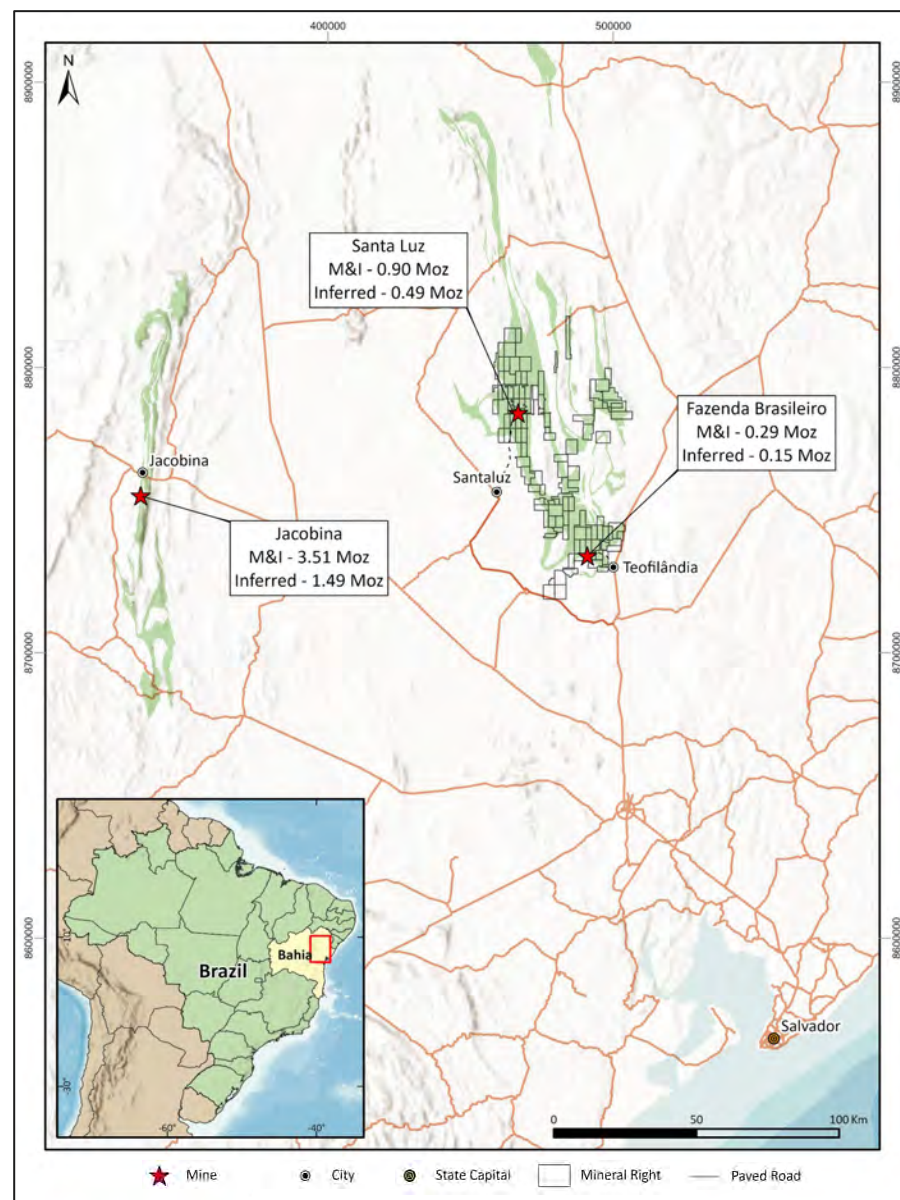 400000
500000
N
8900000
8900000
Santa Luz
M&I - 0.90 Moz
Inferred - 0.49 Moz
8800000
8800000
Fazenda Brasileiro
M&I - 0.29 Moz
Inferred - 0.15 Moz
Jacobina
Santaluz
Jacobina
M&I - 3.51 Moz
Inferred - 1.49 Moz
Teofilândia
8700000
8700000
8600000
8600000
-10°
Bahia
Brazil
Salvador
-30°
-60°
-40°
0
50
100 Km
Mine
City
State Capital
Mineral Right
Paved Road